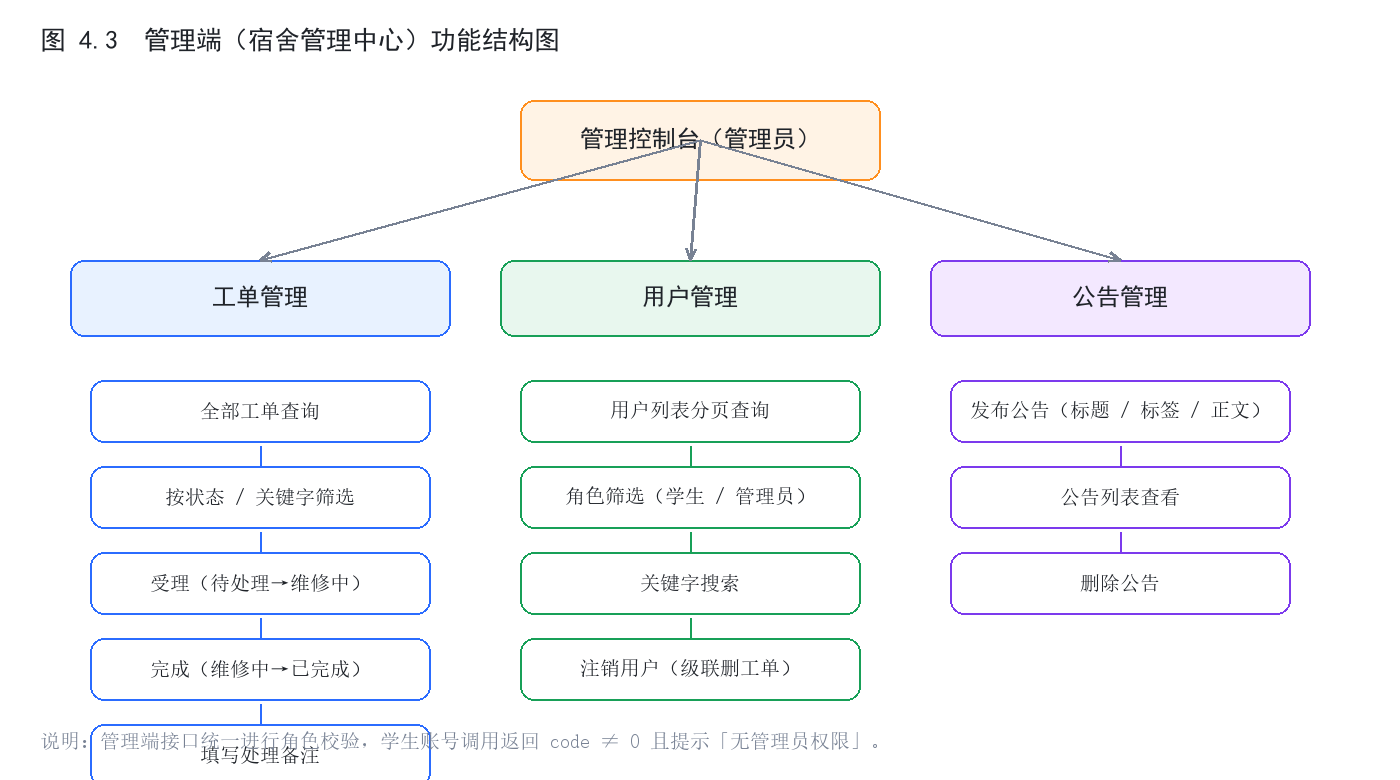 图 4.3 管理端（宿舍管理中心）功能结构图
管理控制台（管理员）
工单管理
用户管理
公告管理
全部工单查询
用户列表分页查询
发布公告（标题 / 标签 / 正文）
按状态 / 关键字筛选
角色筛选（学生 / 管理员）
公告列表查看
受理（待处理→维修中）
关键字搜索
删除公告
完成（维修中→已完成）
注销用户（级联删工单）
说明：管理端接口统一进行角色校验，学生账号调用返回 code ≠ 0 且提示「无管理员权限」。
填写处理备注